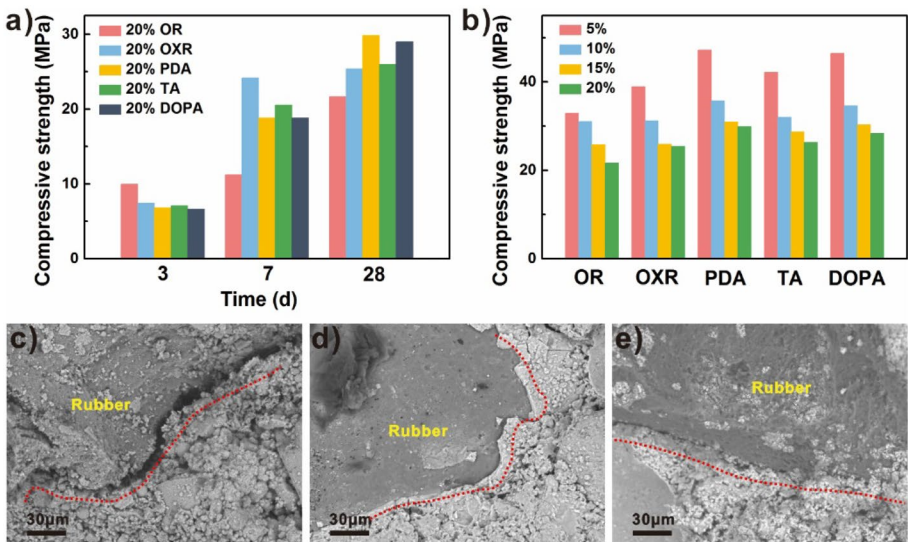 a)
Compressive strength (MPa)
30
20
10
0
20% OR
20% OXR
20% PDA
20% TA
20% DOPA
3 7 28
Time (d)
b)
Compressive strength (MPa)
40
20
0
5%
10%
15%
20%
OR OXR PDA TA DOPA
c)
Rubber
30μm
d)
Rubber
30μm
e)
Rubber
30μm